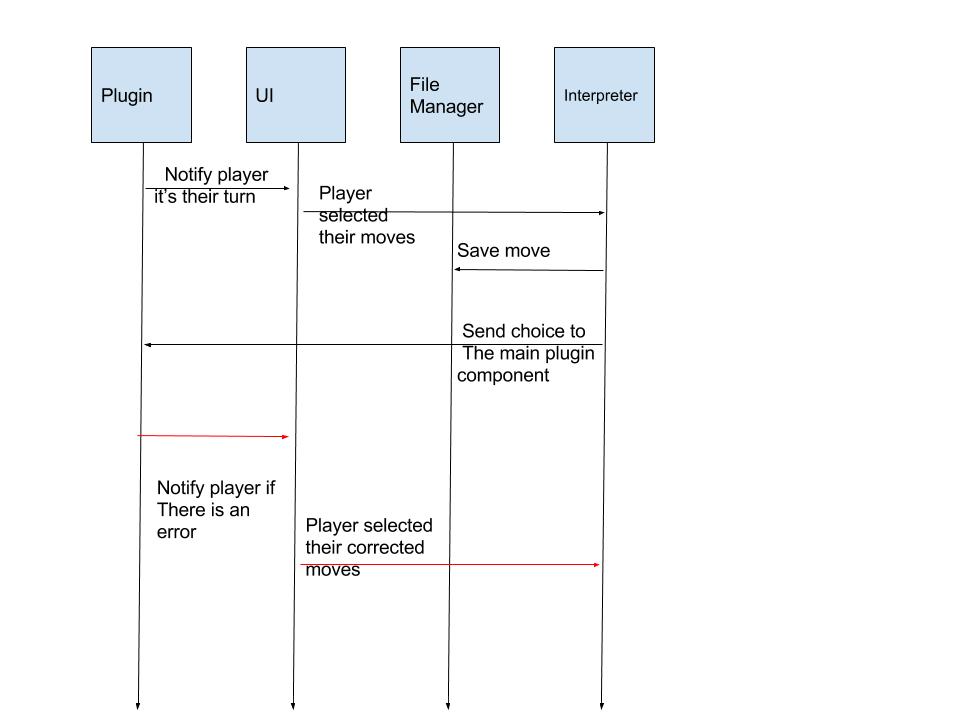 Plugin
UI
File
Manager
Interpreter
Notify player
it's their turn
Player
selected
their moves
Save move
Send choice to
The main plugin
component
Notify player if
There is an
error
Player selected
their corrected
moves